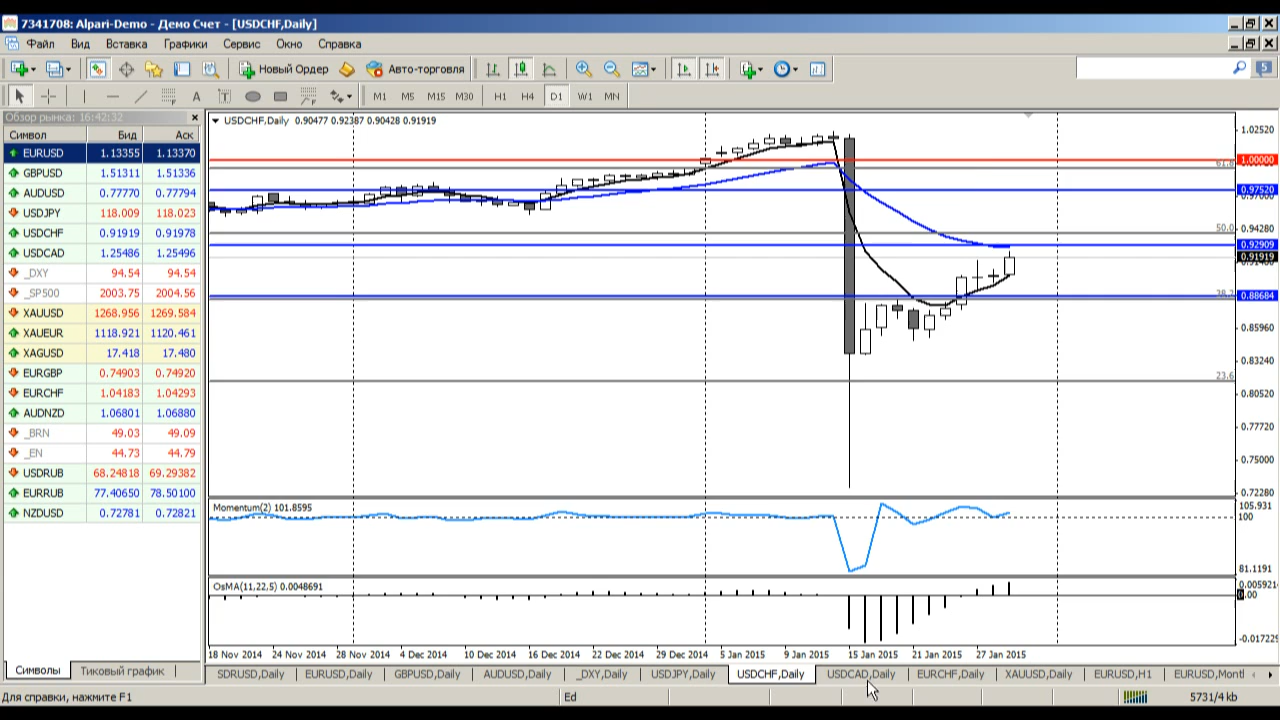 7341708: Alpari-Demo - Демо Счет - [USDCHF,Daily]
Файл Вид Вставка Графики Сервис Окно Справка
Новый Ордер Авто-торговля 5
A T M1 M5 M15 M30 H1 H4 D1 W1 MN
Обзор рынка: 16:42:32
Символ Бид Аск
EURUSD 1.13355 1.13370
GBPUSD 1.51311 1.51336
AUDUSD 0.77770 0.77794
USDJPY 118.009 118.023
USDCHF 0.91919 0.91978
USDCAD 1.25486 1.25496
_DXY 94.54 94.54
_SP500 2003.75 2004.56
XAUUSD 1268.956 1269.584
XAUEUR 1118.921 1120.461
XAGUSD 17.418 17.480
EURGBP 0.74903 0.74920
EURCHF 1.04183 1.04293
AUDNZD 1.06801 1.06880
_BRN 49.03 49.09
_EN 44.73 44.79
USDRUB 68.24818 69.29382
EURRUB 77.40650 78.50100
NZDUSD 0.72781 0.72821
Символы Тиковый график
USDCHF,Daily 0.90477 0.92387 0.90428 0.91919
1.02520
1.00000
61.8
0.97520
0.97000
50.0
0.94280
0.92909
0.91919
38.2
0.88684
0.85960
0.83240
23.6
0.80520
0.77720
0.75000
0.72280
Momentum(2) 101.8595
105.931
100
81.1191
OsMA(11,22,5) 0.0048691
0.005921
0.00
-0.017229
18 Nov 2014 24 Nov 2014 28 Nov 2014 4 Dec 2014 10 Dec 2014 16 Dec 2014 22 Dec 2014 29 Dec 2014 5 Jan 2015 9 Jan 2015 15 Jan 2015 21 Jan 2015 27 Jan 2015
SDRUSD,Daily EURUSD,Daily GBPUSD,Daily AUDUSD,Daily _DXY,Daily USDJPY,Daily USDCHF,Daily USDCAD,Daily EURCHF,Daily XAUUSD,Daily EURUSD,H1 EURUSD,Montl
Для справки, нажмите F1 Ed 5731/4 kb